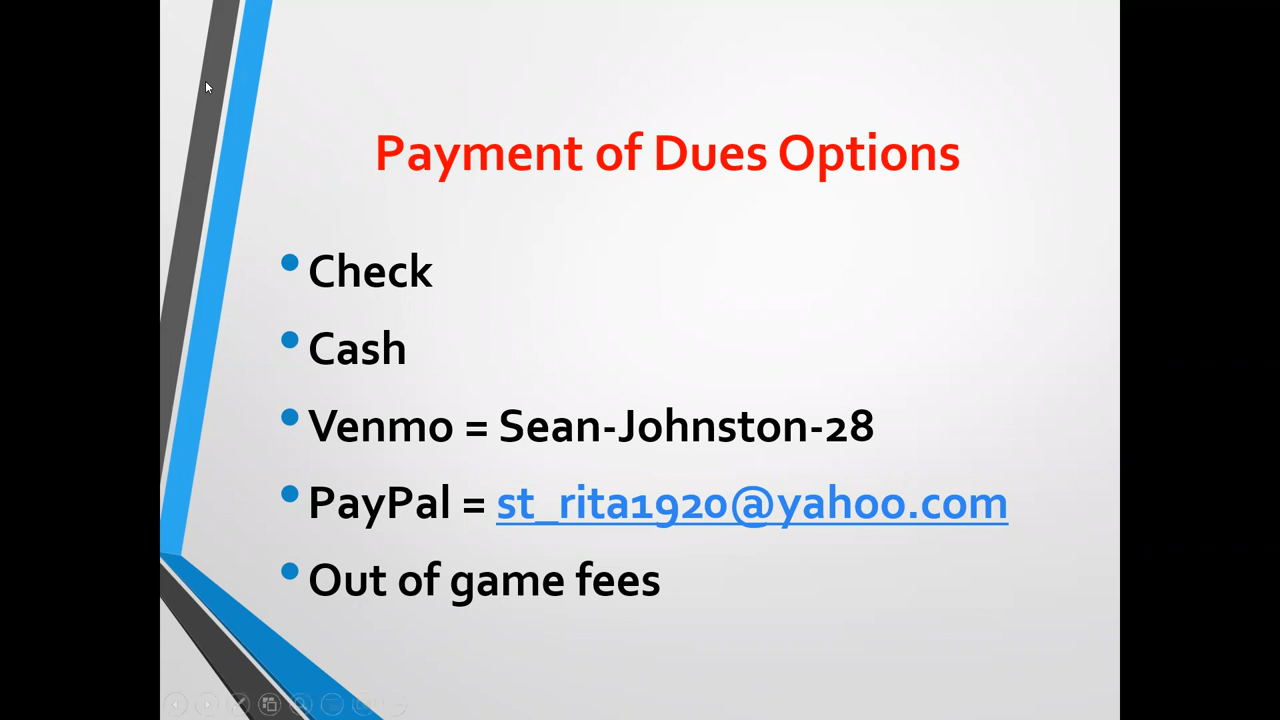 Payment of Dues Options
• Check
• Cash
• Venmo = Sean-Johnston-28
• PayPal = st_rita1920@yahoo.com
• Out of game fees